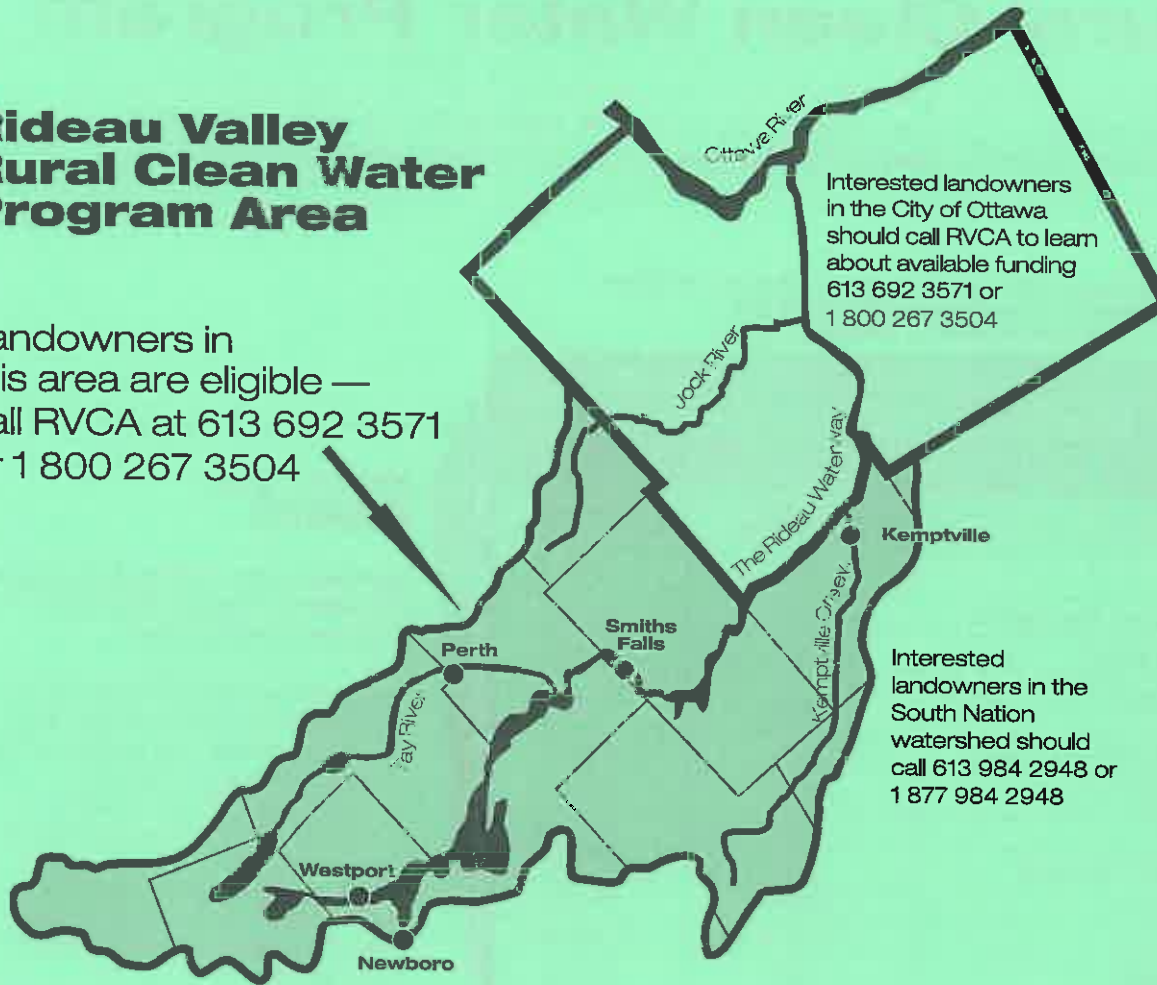 ideau Valley
ural Clean Water
rogram Area
andowners in
is area are eligible —
all RVCA at 613 692 3571
r 1 800 267 3504
Ottawa River
Interested landowners
in the City of Ottawa
should call RVCA to learn
about available funding
613 692 3571 or
1 800 267 3504
Jock River
The Rideau Waterway
Kemptville
Kemptville Creek
Smiths
Falls
Perth
Tay River
Interested
landowners in the
South Nation
watershed should
call 613 984 2948 or
1 877 984 2948
Westport
Newboro